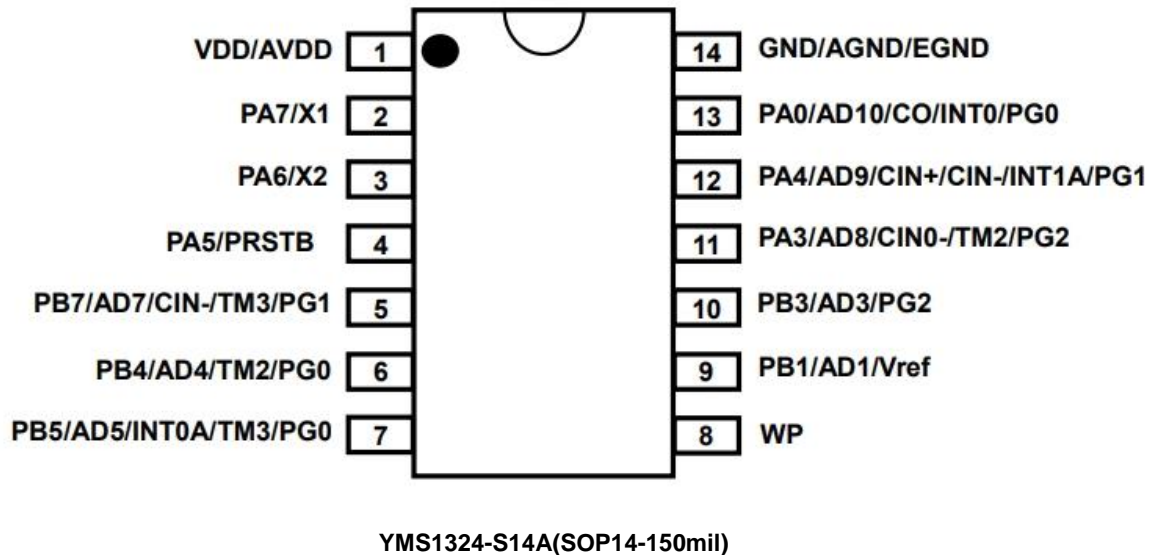 VDD/AVDD 1 14 GND/AGND/EGND
PA7/X1 2 13 PA0/AD10/CO/INT0/PG0
PA6/X2 3 12 PA4/AD9/CIN+/CIN-/INT1A/PG1
PA5/PRSTB 4 11 PA3/AD8/CIN0-/TM2/PG2
PB7/AD7/CIN-/TM3/PG1 5 10 PB3/AD3/PG2
PB4/AD4/TM2/PG0 6 9 PB1/AD1/Vref
PB5/AD5/INT0A/TM3/PG0 7 8 WP
YMS1324-S14A(SOP14-150mil)